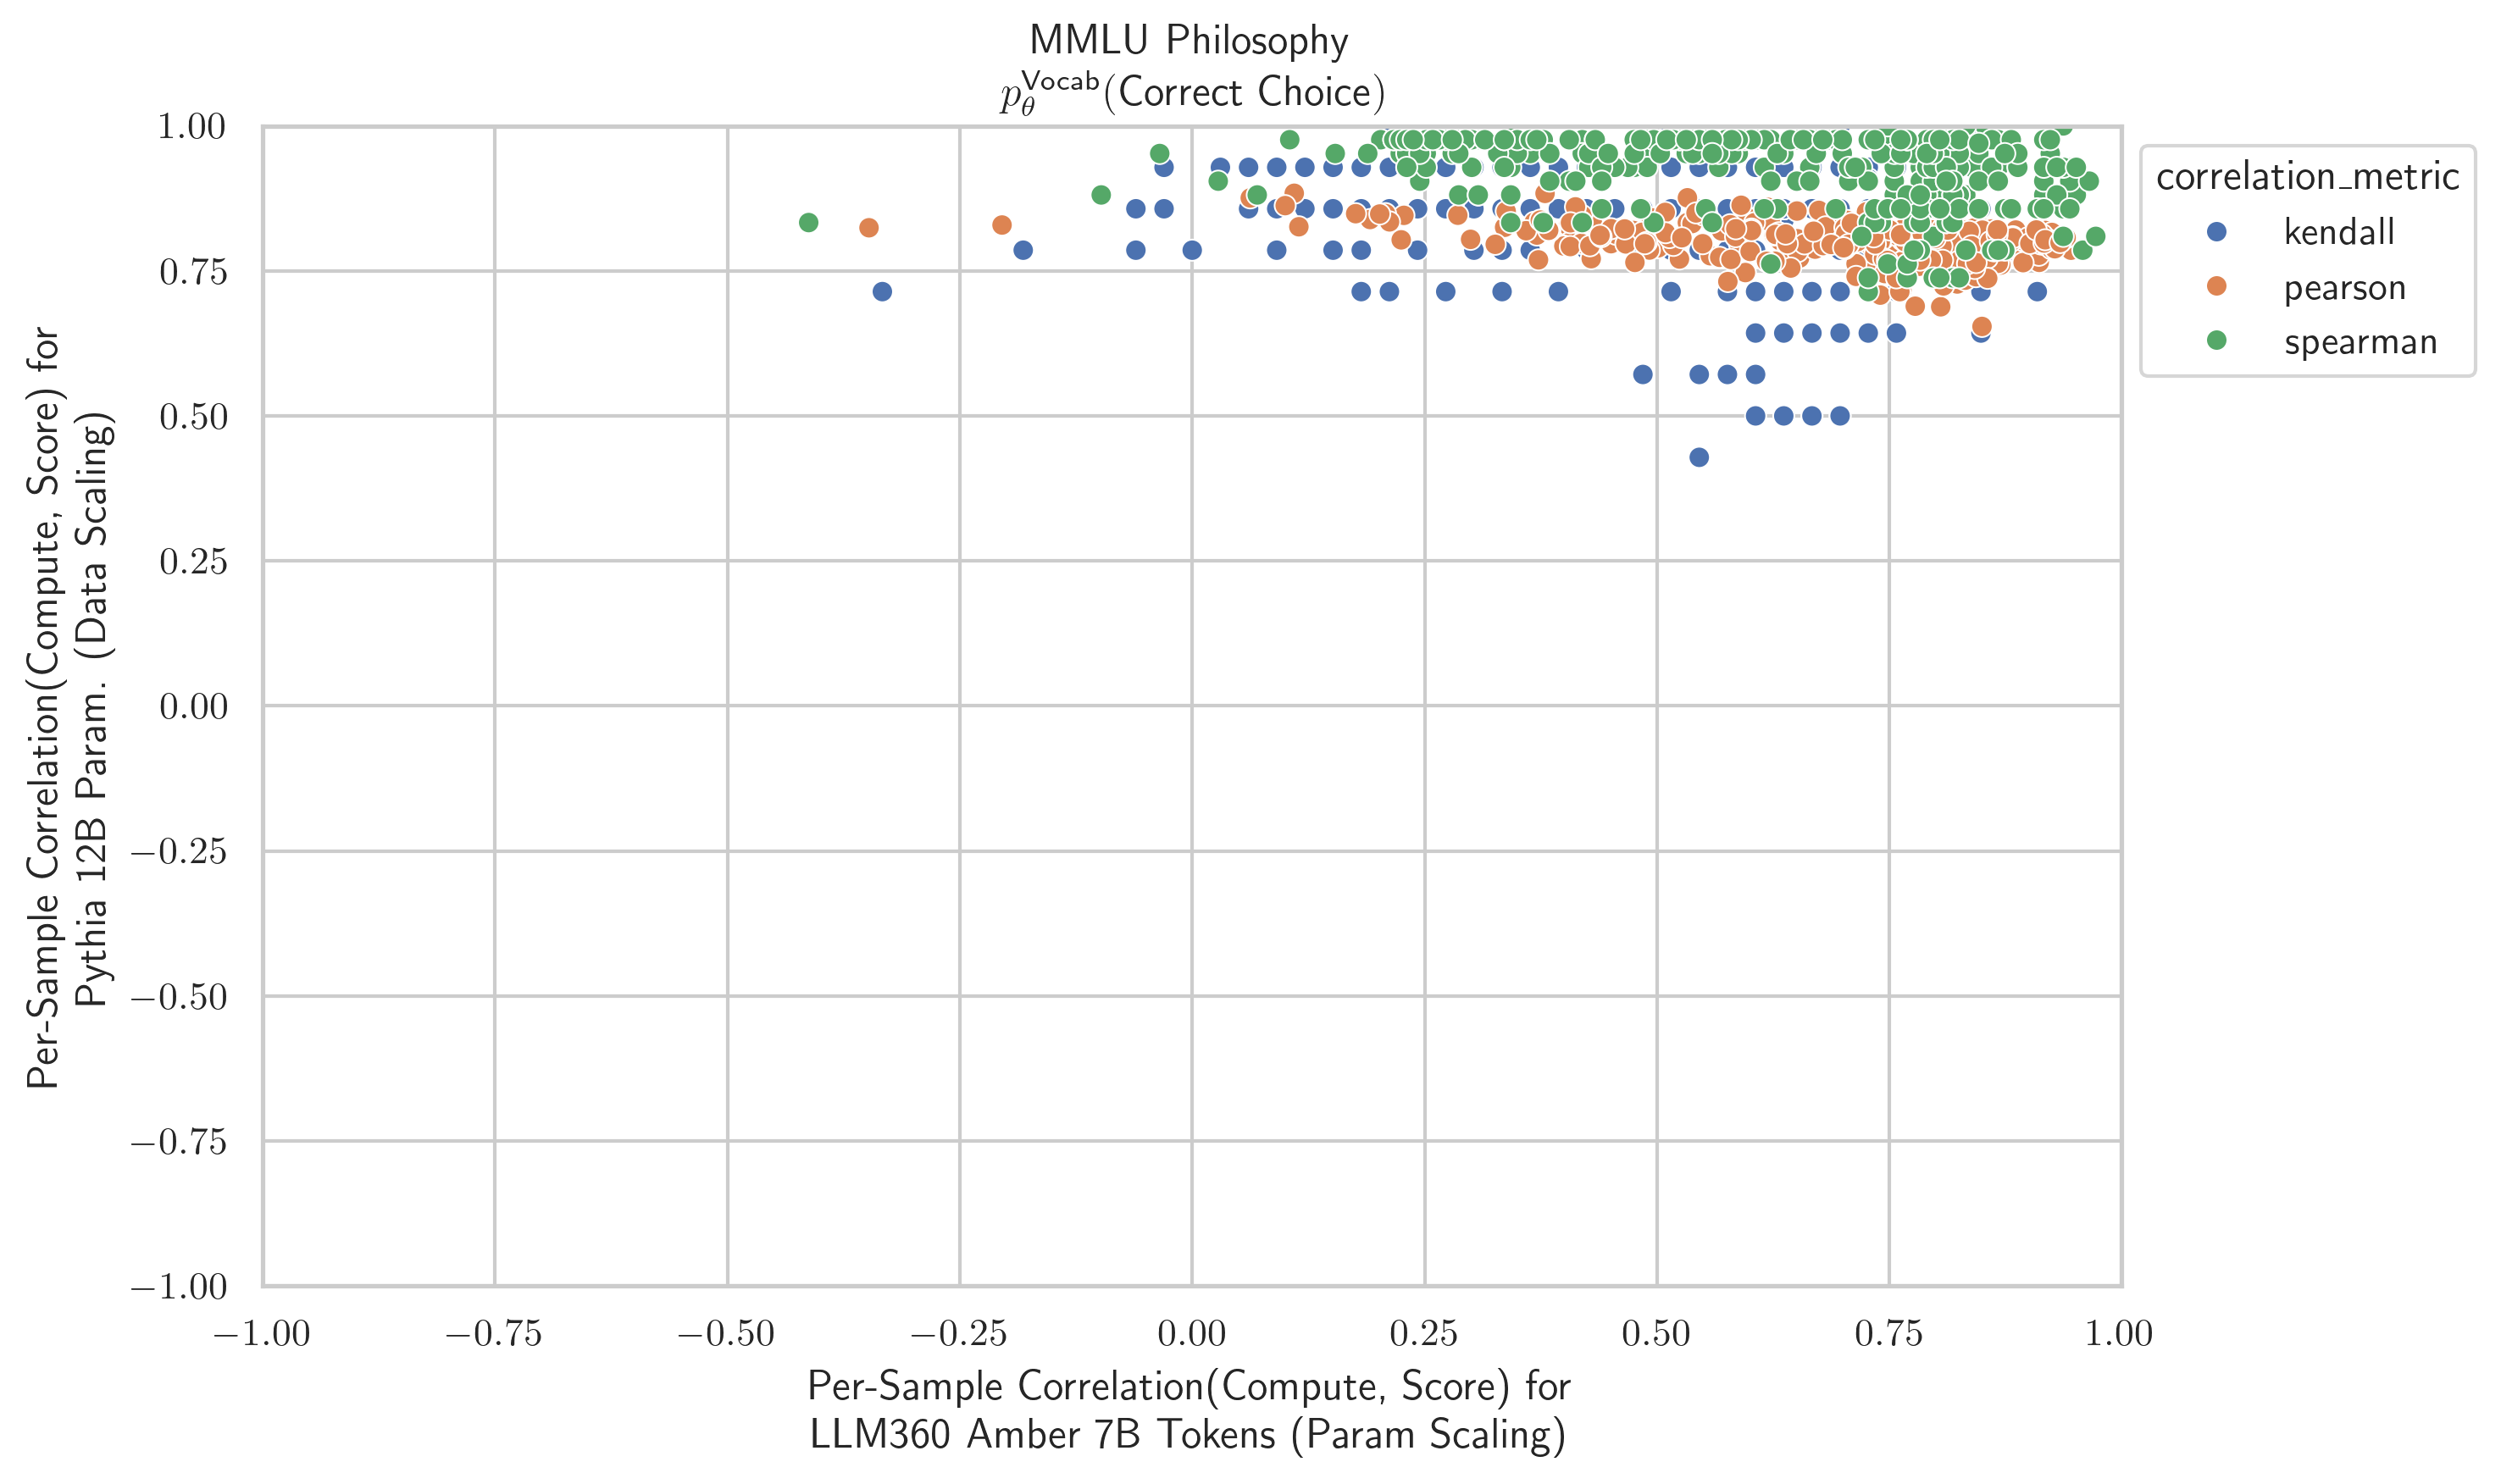 MMLU Philosophy
p_θ^Vocab(Correct Choice)
1.00
0.75
0.50
0.25
0.00
−0.25
−0.50
−0.75
−1.00
Per-Sample Correlation(Compute, Score) for
Pythia 12B Param. (Data Scaling)
−1.00
−0.75
−0.50
−0.25
0.00
0.25
0.50
0.75
1.00
Per-Sample Correlation(Compute, Score) for
LLM360 Amber 7B Tokens (Param Scaling)
correlation_metric
kendall
pearson
spearman